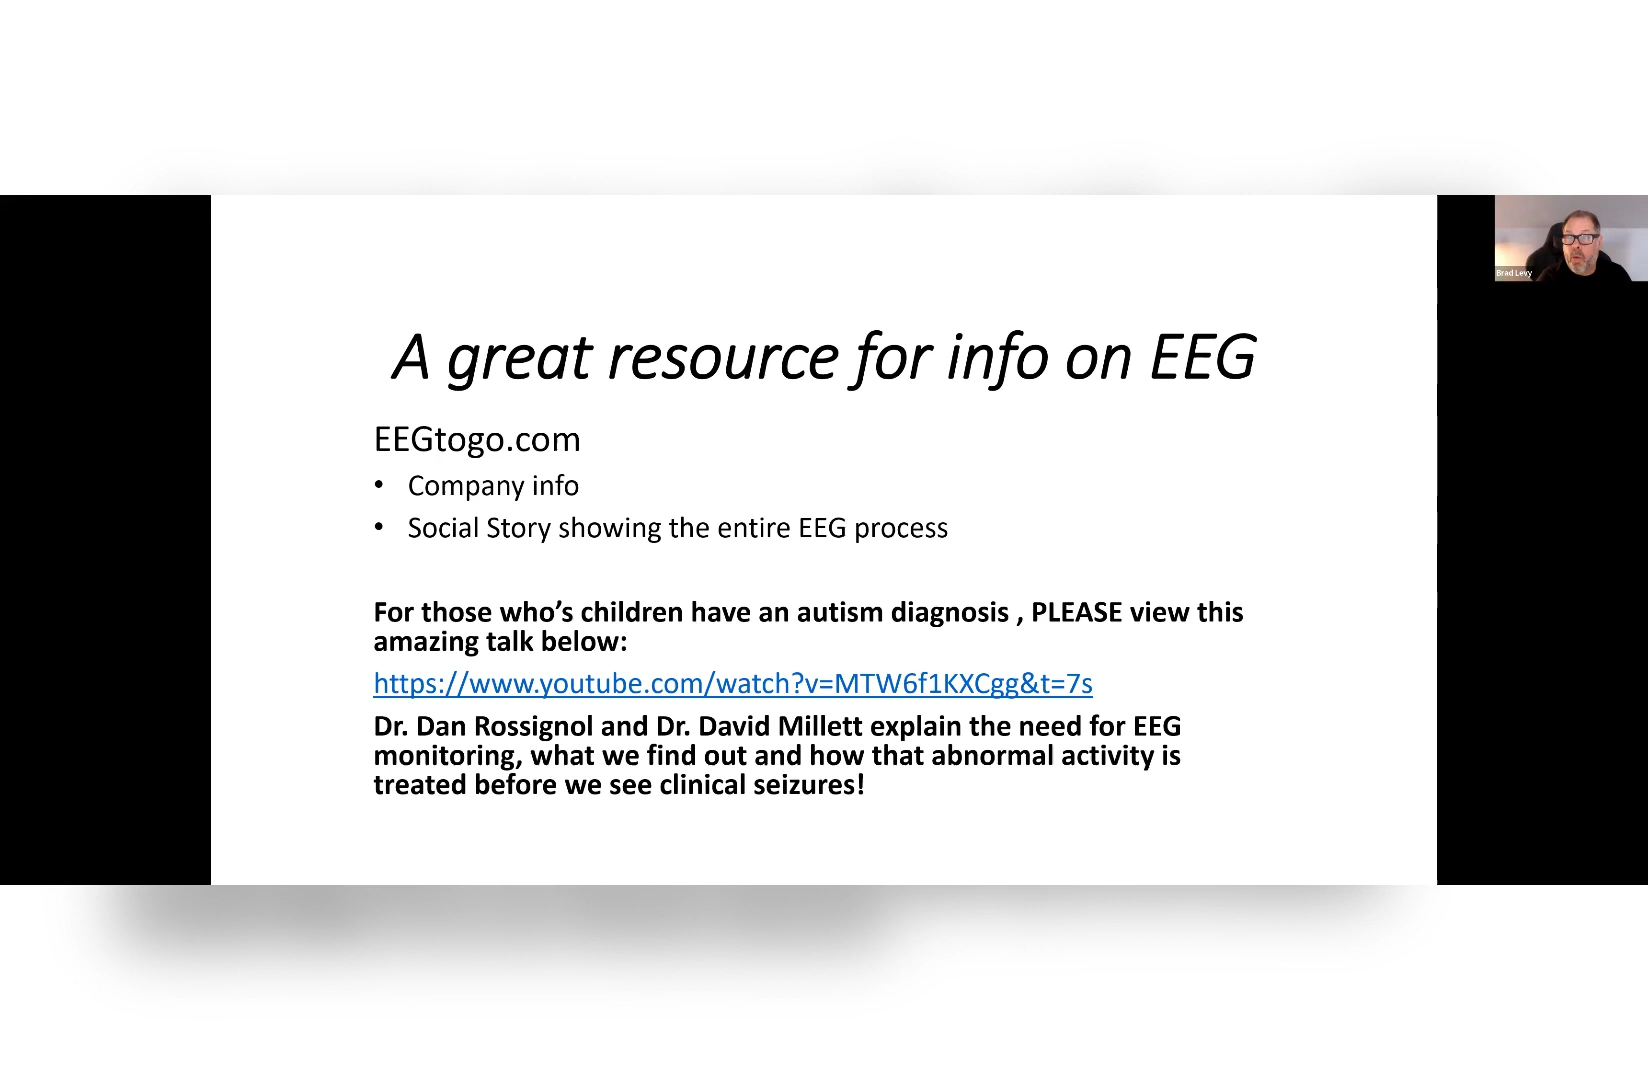 Brad Levy
A great resource for info on EEG
EEGtogo.com
• Company info
• Social Story showing the entire EEG process
For those who's children have an autism diagnosis , PLEASE view this
amazing talk below:
https://www.youtube.com/watch?v=MTW6f1KXCgg&t=7s
Dr. Dan Rossignol and Dr. David Millett explain the need for EEG
monitoring, what we find out and how that abnormal activity is
treated before we see clinical seizures!